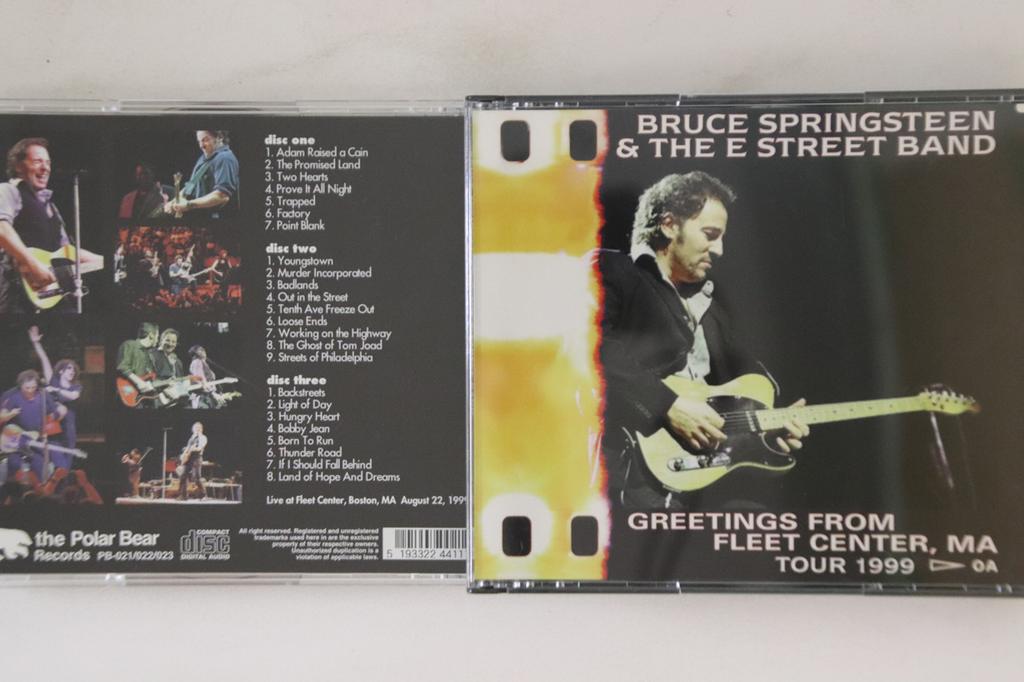 disc one
1. Adam Raised a Cain
2. The Promised Land
3. Two Hearts
4. Prove It All Night
5. Trapped
6. Factory
7. Point Blank
disc two
1. Youngstown
2. Murder Incorporated
3. Badlands
4. Out in the Street
5. Tenth Ave Freeze Out
6. Loose Ends
7. Working on the Highway
8. The Ghost of Tom Joad
9. Streets of Philadelphia
disc three
1. Backstreets
2. Light of Day
3. Hungry Heart
4. Bobby Jean
5. Born To Run
6. Thunder Road
7. If I Should Fall Behind
8. Land of Hope And Dreams
Live at Fleet Center, Boston, MA August 22, 199
the Polar Bear
Records PB-021/022/023
COMPACT
disc
DIGITAL AUDIO
All right reserved. Registered and unregistered
trademarks used here in are the exclusive
property of their respective owners.
Unauthorized duplication is a
violation of applicable laws.
5 193322 4411
BRUCE SPRINGSTEEN
& THE E STREET BAND
GREETINGS FROM
FLEET CENTER, MA
TOUR 1999 0A